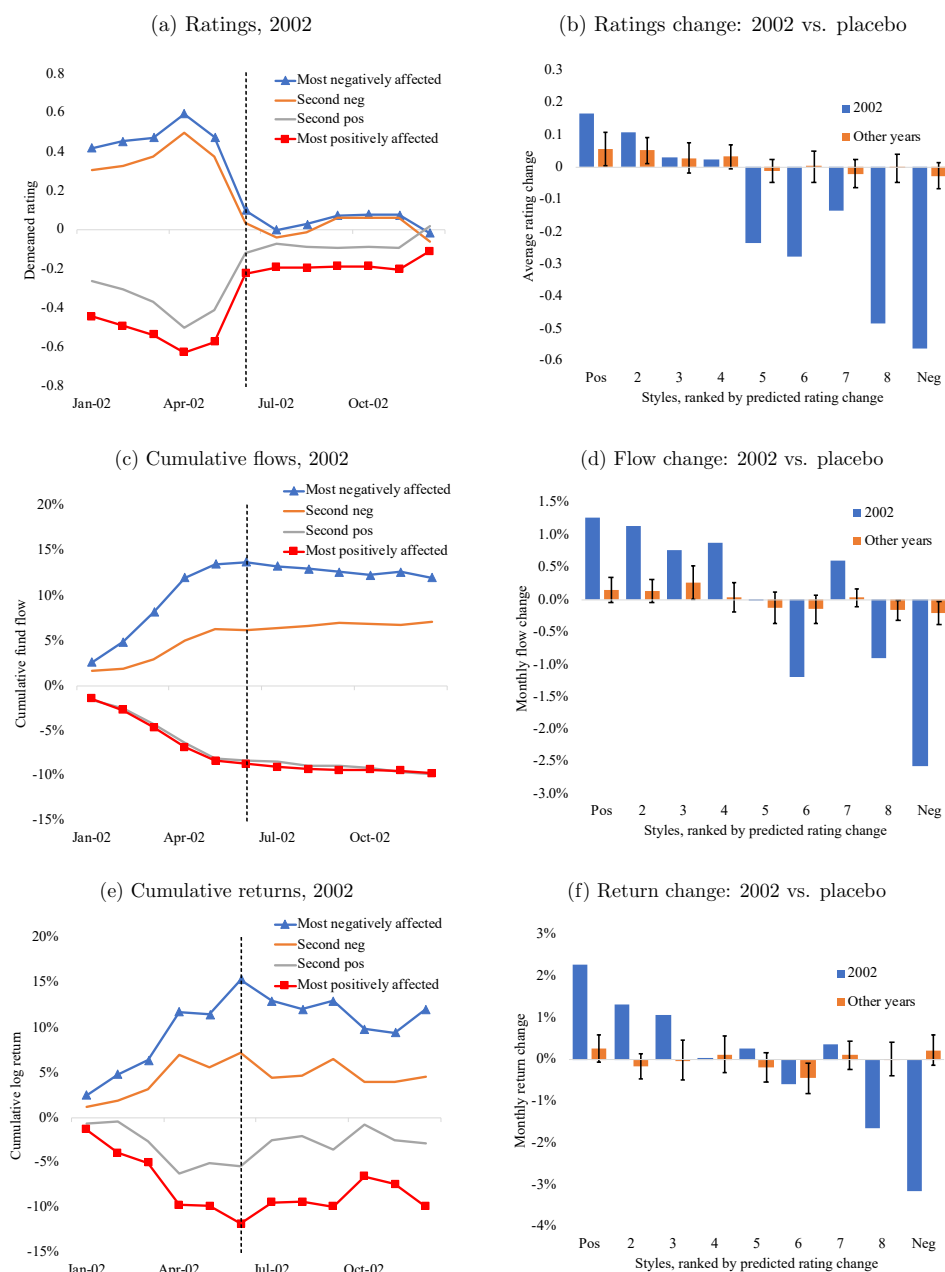 (a) Ratings, 2002
0.8
0.6
0.4
0.2
0
-0.2
-0.4
-0.6
-0.8
Demeaned rating
Most negatively affected
Second neg
Second pos
Most positively affected
Jan-02 Apr-02 Jul-02 Oct-02
(b) Ratings change: 2002 vs. placebo
0.3
0.2
0.1
0
-0.1
-0.2
-0.3
-0.4
-0.5
-0.6
Average rating change
2002
Other years
Pos 2 3 4 5 6 7 8 Neg
Styles, ranked by predicted rating change
(c) Cumulative flows, 2002
20%
15%
10%
5%
0%
-5%
-10%
-15%
Cumulative fund flow
Most negatively affected
Second neg
Second pos
Most positively affected
Jan-02 Apr-02 Jul-02 Oct-02
(d) Flow change: 2002 vs. placebo
1.5%
1.0%
0.5%
0.0%
-0.5%
-1.0%
-1.5%
-2.0%
-2.5%
-3.0%
Monthly flow change
2002
Other years
Pos 2 3 4 5 6 7 8 Neg
Styles, ranked by predicted rating change
(e) Cumulative returns, 2002
20%
15%
10%
5%
0%
-5%
-10%
-15%
Cumulative log return
Most negatively affected
Second neg
Second pos
Most positively affected
Jan-02 Apr-02 Jul-02 Oct-02
(f) Return change: 2002 vs. placebo
3%
2%
1%
0%
-1%
-2%
-3%
-4%
Monthly return change
2002
Other years
Pos 2 3 4 5 6 7 8 Neg
Styles, ranked by predicted rating change